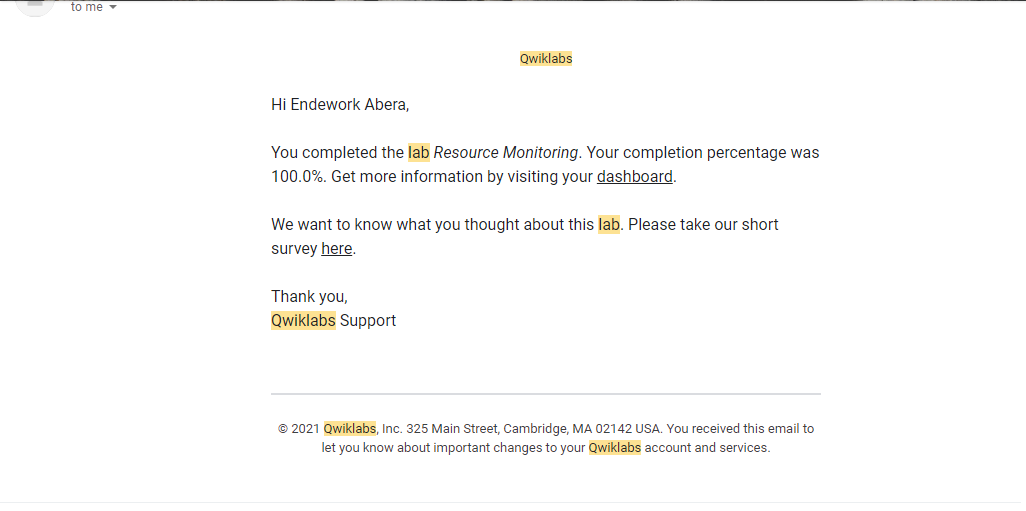 to me
Qwiklabs
Hi Endework Abera,
You completed the lab Resource Monitoring. Your completion percentage was
100.0%. Get more information by visiting your dashboard.
We want to know what you thought about this lab. Please take our short
survey here.
Thank you,
Qwiklabs Support
© 2021 Qwiklabs, Inc. 325 Main Street, Cambridge, MA 02142 USA. You received this email to
let you know about important changes to your Qwiklabs account and services.